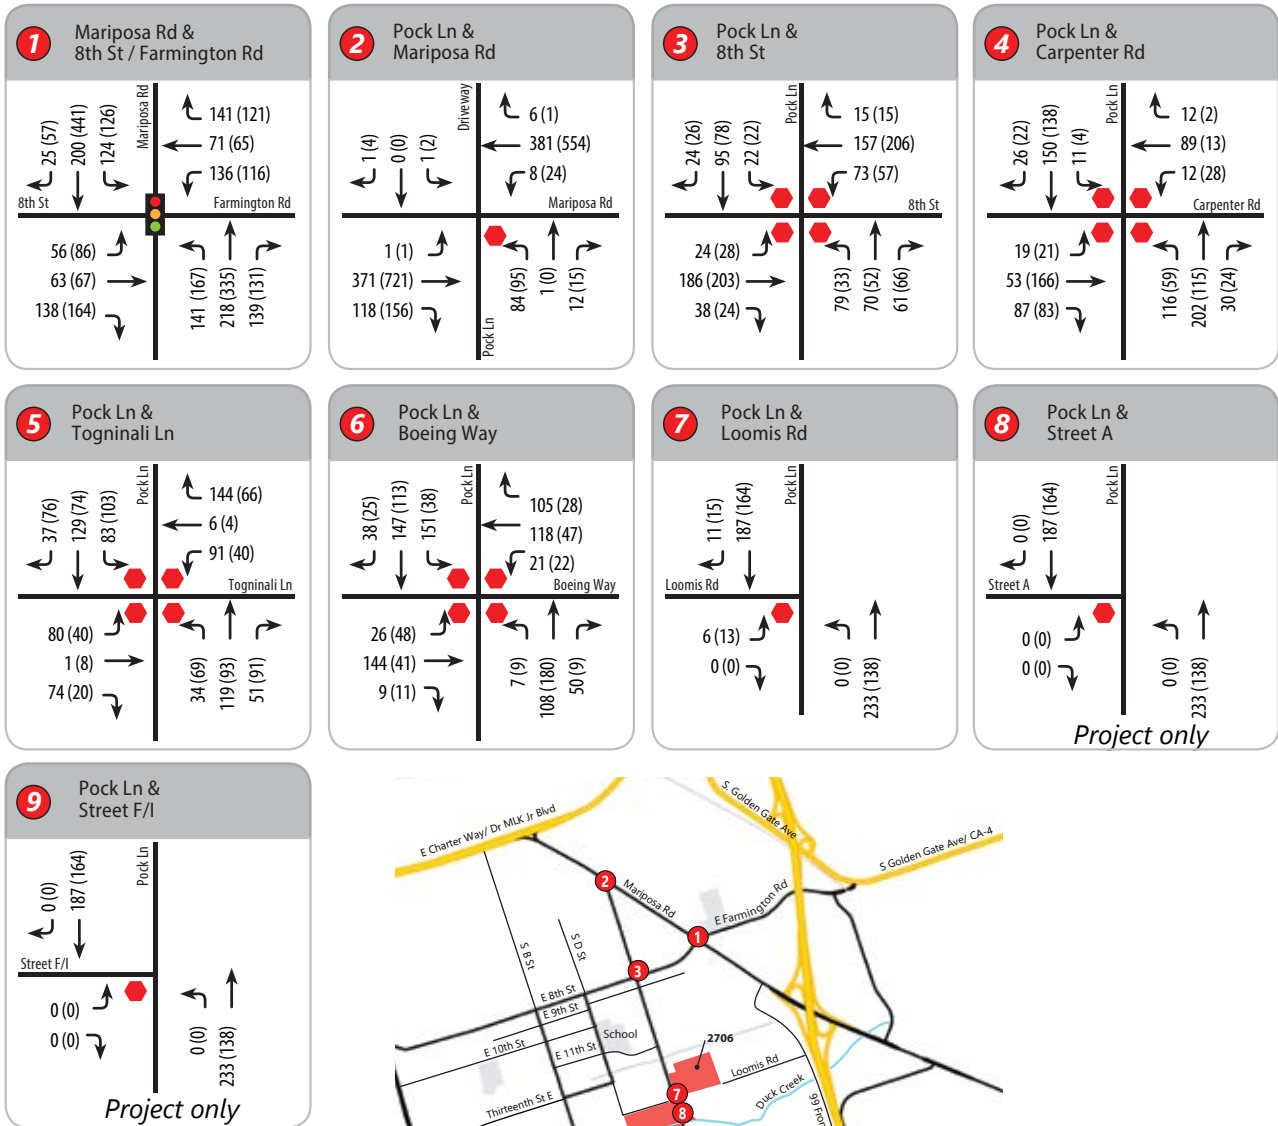 1
Mariposa Rd &
8th St / Farmington Rd
25 (57)
200 (441)
124 (126)
Mariposa Rd
141 (121)
71 (65)
136 (116)
8th St
Farmington Rd
56 (86)
63 (67)
138 (164)
141 (167)
218 (335)
139 (131)
2
Pock Ln &
Mariposa Rd
1 (4)
0 (0)
1 (2)
Driveway
6 (1)
381 (554)
8 (24)
Mariposa Rd
1 (1)
371 (721)
118 (156)
Pock Ln
84 (95)
1 (0)
12 (15)
3
Pock Ln &
8th St
24 (26)
95 (78)
22 (22)
Pock Ln
15 (15)
157 (206)
73 (57)
8th St
24 (28)
186 (203)
38 (24)
79 (33)
70 (52)
61 (66)
4
Pock Ln &
Carpenter Rd
26 (22)
150 (138)
11 (4)
Pock Ln
12 (2)
89 (13)
12 (28)
Carpenter Rd
19 (21)
53 (166)
87 (83)
116 (59)
202 (115)
30 (24)
5
Pock Ln &
Togninali Ln
37 (76)
129 (74)
83 (103)
Pock Ln
144 (66)
6 (4)
91 (40)
Togninali Ln
80 (40)
1 (8)
74 (20)
34 (69)
119 (93)
51 (91)
6
Pock Ln &
Boeing Way
38 (25)
147 (113)
151 (38)
Pock Ln
105 (28)
118 (47)
21 (22)
Boeing Way
26 (48)
144 (41)
9 (11)
7 (9)
108 (180)
50 (9)
7
Pock Ln &
Loomis Rd
11 (15)
187 (164)
Pock Ln
Loomis Rd
6 (13)
0 (0)
0 (0)
233 (138)
8
Pock Ln &
Street A
0 (0)
187 (164)
Pock Ln
Street A
0 (0)
0 (0)
0 (0)
233 (138)
Project only
9
Pock Ln &
Street F/I
0 (0)
187 (164)
Pock Ln
Street F/I
0 (0)
0 (0)
0 (0)
233 (138)
Project only
E Charter Way/ Dr MLK Jr Blvd
S. Golden Gate Ave
S Golden Gate Ave/ CA-4
2
Mariposa Rd
E Farmington Rd
1
S B St
S D St
3
E 8th St
E 9th St
E 10th St
E 11th St
School
2706
Loomis Rd
Thirteenth St E
7
8
Duck Creek
99 Fron